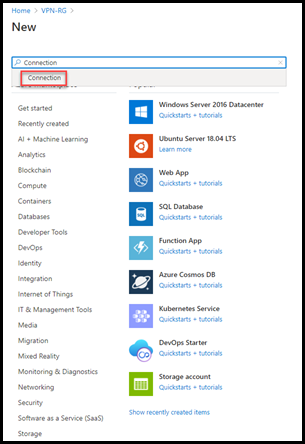 Home > VPN-RG >
New
Connection
Connection
Get started
Recently created
AI + Machine Learning
Analytics
Blockchain
Compute
Containers
Databases
Developer Tools
DevOps
Identity
Integration
Internet of Things
IT & Management Tools
Media
Migration
Mixed Reality
Monitoring & Diagnostics
Networking
Security
Software as a Service (SaaS)
Storage
Windows Server 2016 Datacenter
Quickstarts + tutorials
Ubuntu Server 18.04 LTS
Learn more
Web App
Quickstarts + tutorials
SQL Database
Quickstarts + tutorials
Function App
Quickstarts + tutorials
Azure Cosmos DB
Quickstarts + tutorials
Kubernetes Service
Quickstarts + tutorials
DevOps Starter
Quickstarts + tutorials
Storage account
Quickstarts + tutorials
Show recently created items